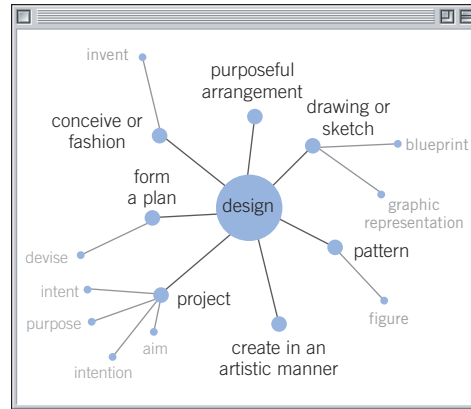 invent
purposeful
arrangement
drawing or
sketch
conceive or
fashion
blueprint
form
a plan
design
graphic
representation
devise
pattern
intent
project
purpose
figure
aim
intention
create in an
artistic manner